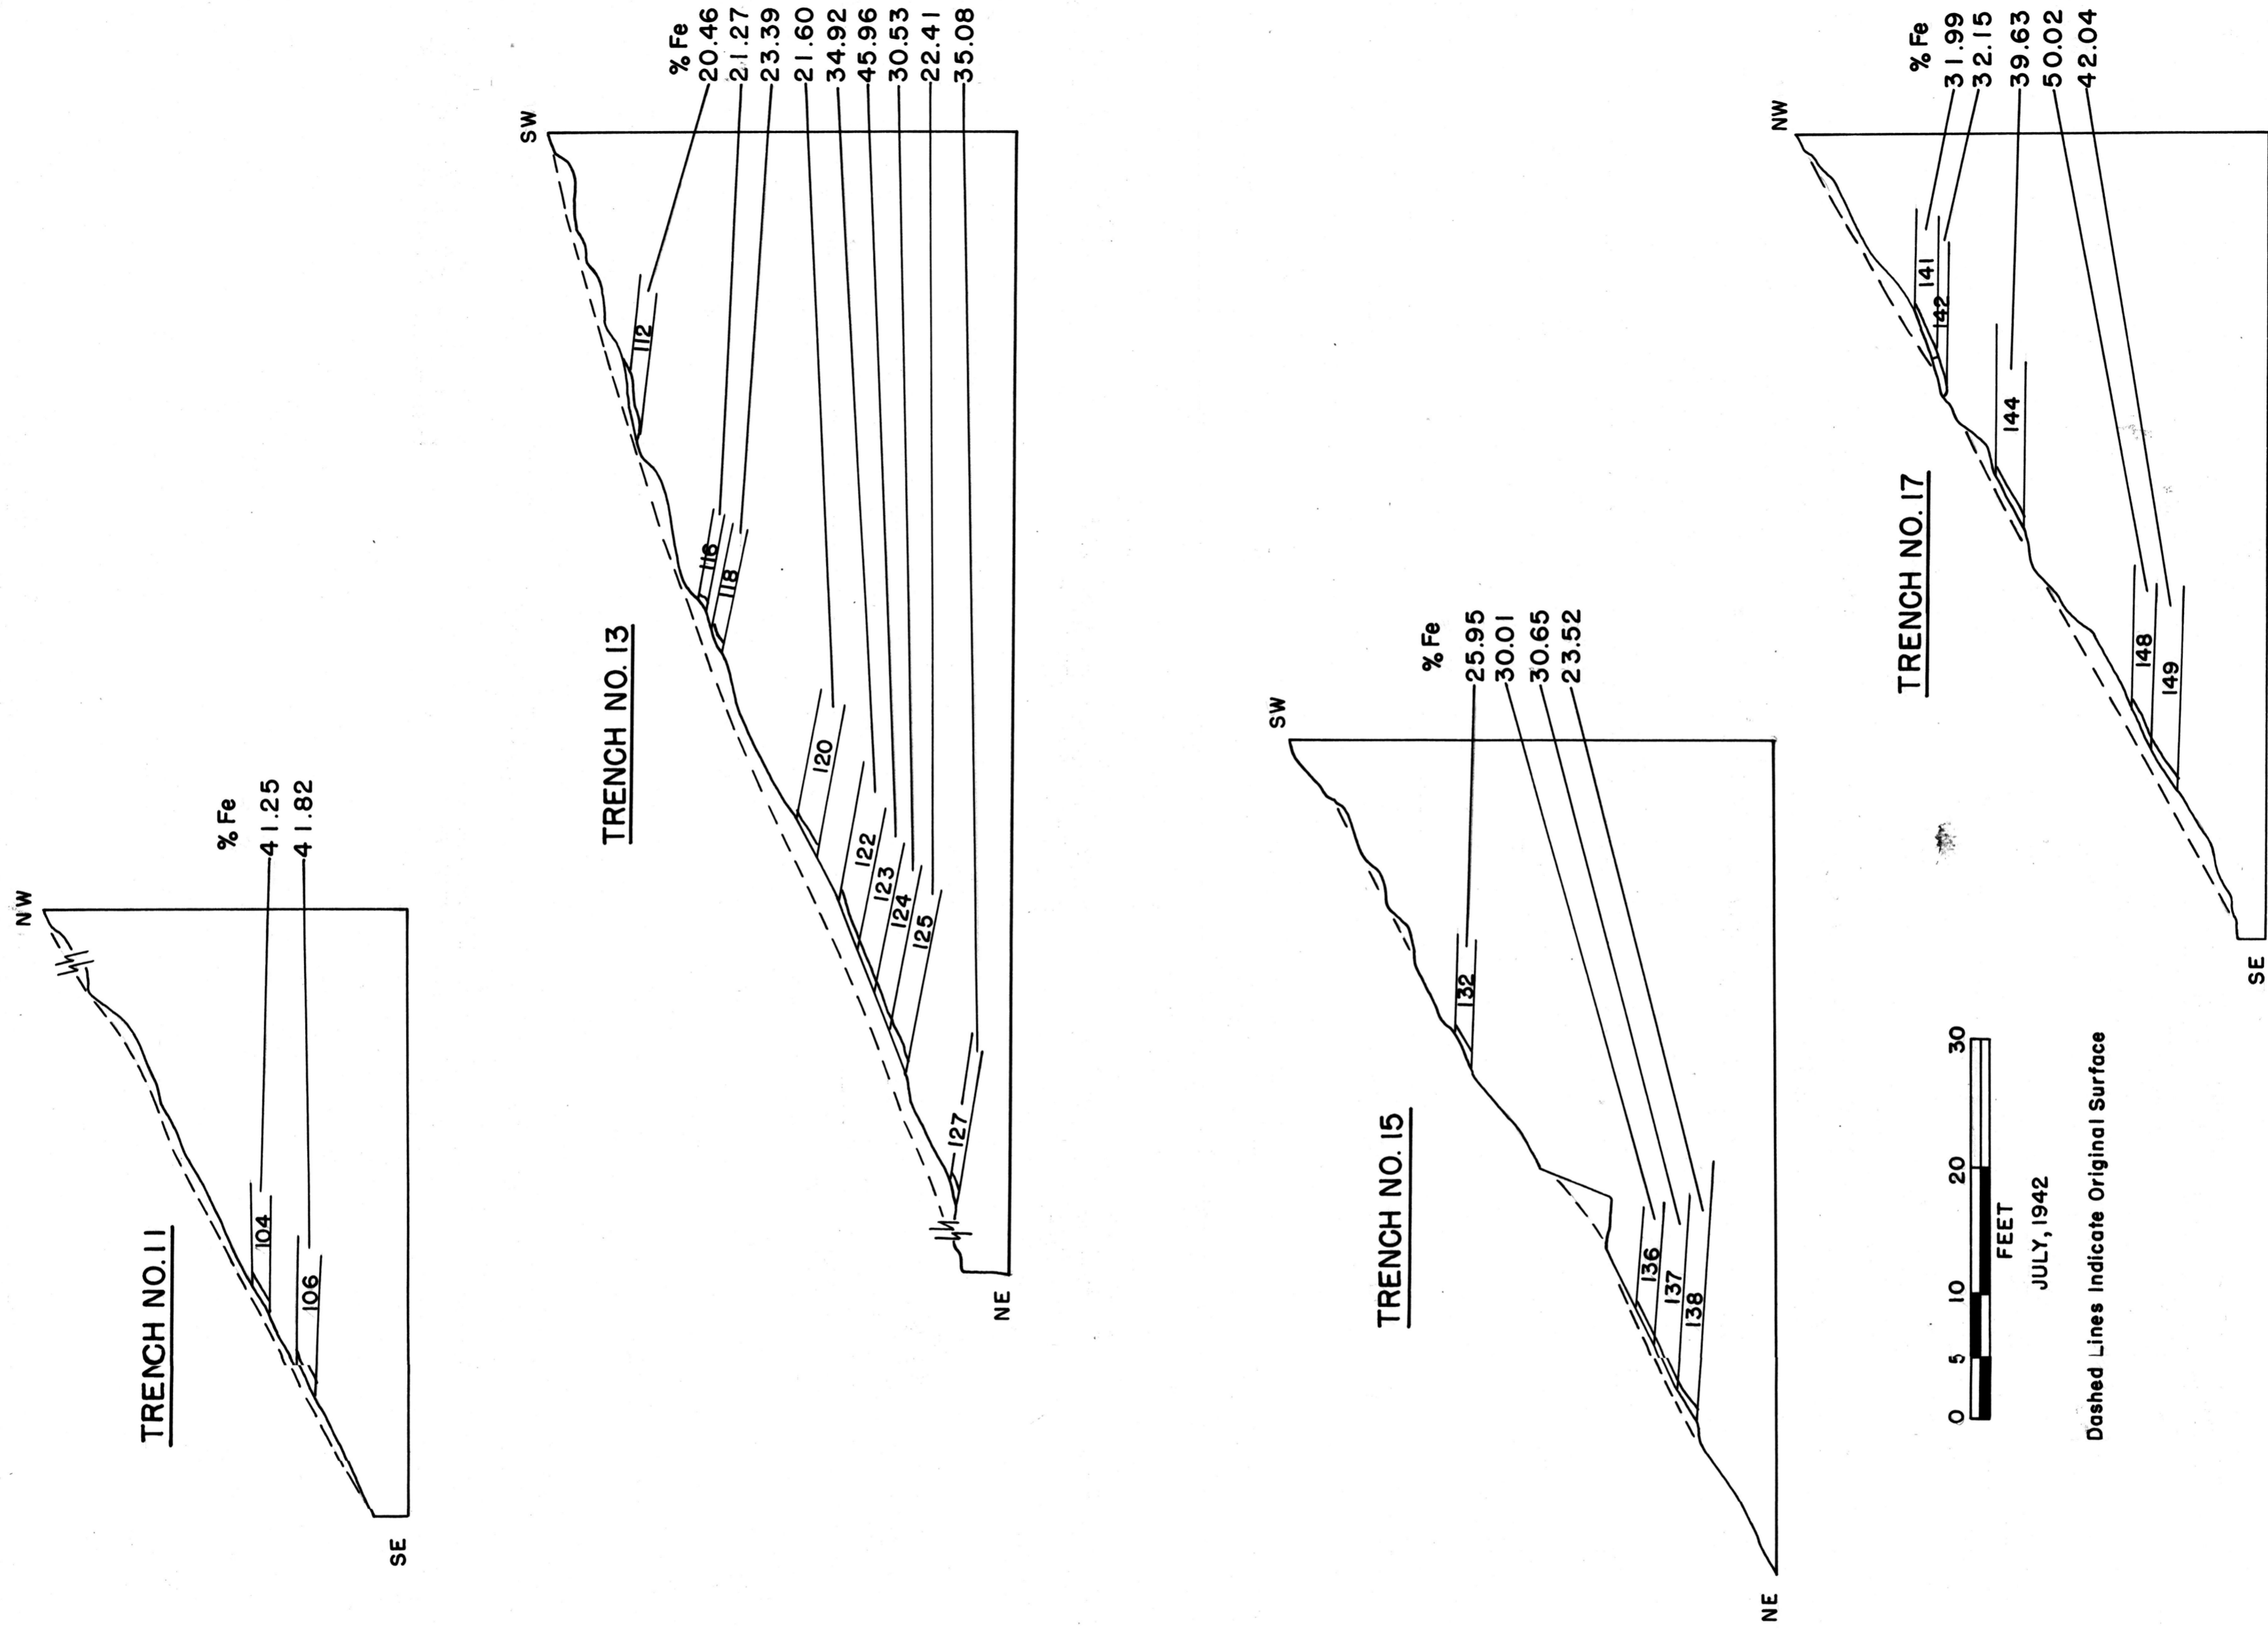 TRENCH NO. 11
NW
SE
% Fe
41.25
41.82
104
106
TRENCH NO. 13
SW
NE
% Fe
20.46
21.27
23.39
21.60
34.92
45.96
30.53
22.41
35.08
112
116
118
120
122
123
124
125
127
TRENCH NO. 15
SW
NE
% Fe
25.95
30.01
30.65
23.52
132
136
137
138
TRENCH NO. 17
NW
SE
% Fe
31.99
32.15
39.63
50.02
42.04
141
142
144
148
149
0 5 10 20 30
FEET
JULY, 1942
Dashed Lines Indicate Original Surface